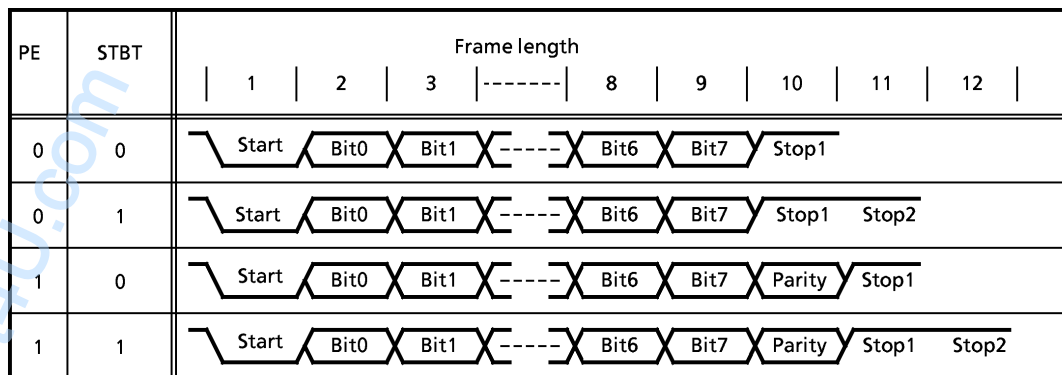 PE STBT Frame length
1 2 3 8 9 10 11 12
0 0 Start Bit0 Bit1 Bit6 Bit7 Stop1
0 1 Start Bit0 Bit1 Bit6 Bit7 Stop1 Stop2
1 0 Start Bit0 Bit1 Bit6 Bit7 Parity Stop1
1 1 Start Bit0 Bit1 Bit6 Bit7 Parity Stop1 Stop2
4U.com